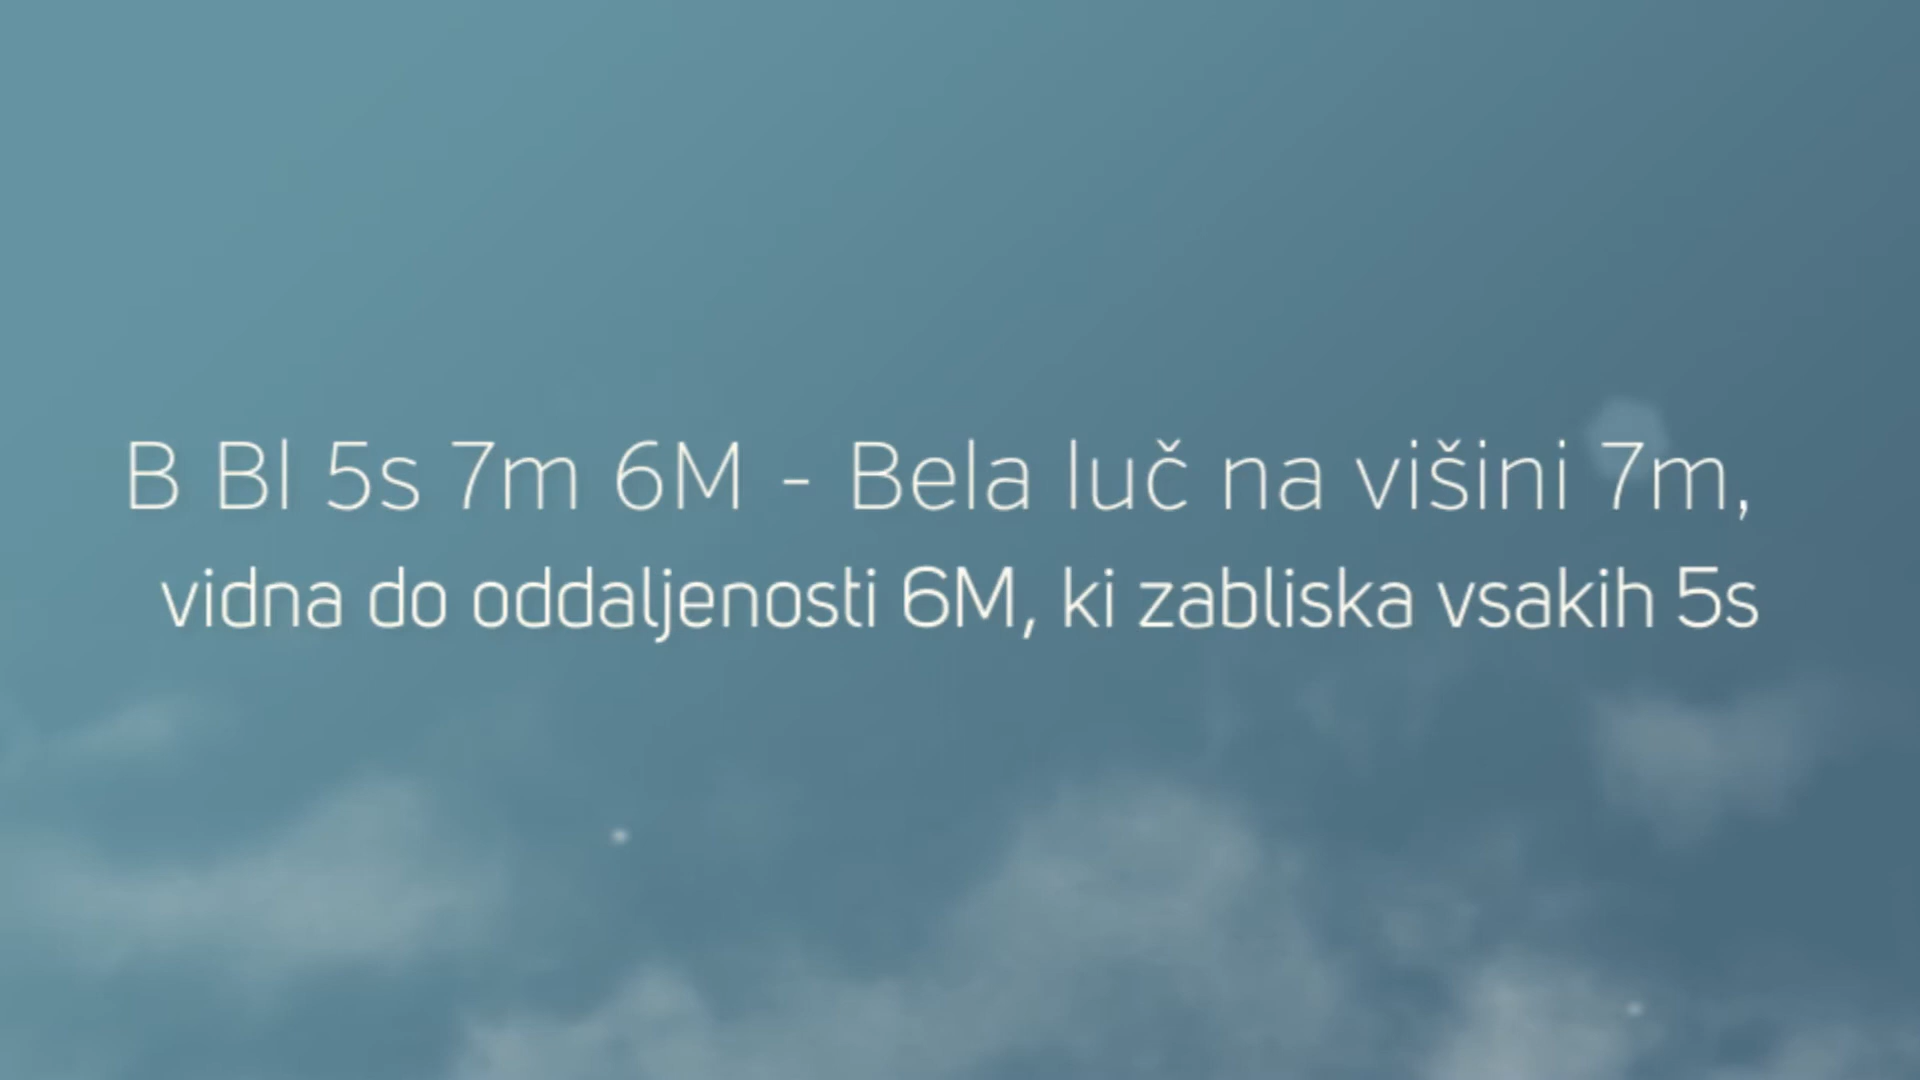 B Bl 5s 7m 6M - Bela luč na višini 7m,
vidna do oddaljenosti 6M, ki zabliska vsakih 5s